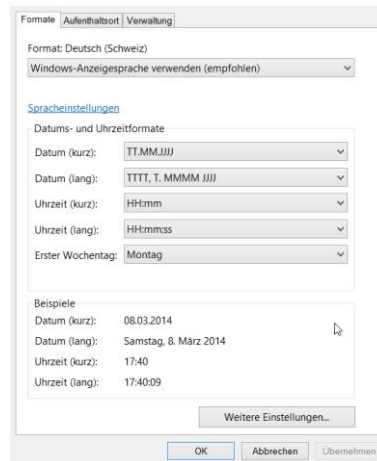 Formate Aufenthaltsort Verwaltung
Format: Deutsch (Schweiz)
Windows-Anzeigesprache verwenden (empfohlen)
Spracheinstellungen
Datums- und Uhrzeitformate
Datum (kurz): TT.MM.JJJJ
Datum (lang): TTTT, T. MMMM JJJJ
Uhrzeit (kurz): HH:mm
Uhrzeit (lang): HH:mm:ss
Erster Wochentag: Montag
Beispiele
Datum (kurz): 08.03.2014
Datum (lang): Samstag, 8. März 2014
Uhrzeit (kurz): 17:40
Uhrzeit (lang): 17:40:09
Weitere Einstellungen...
OK Abbrechen Übernehmen